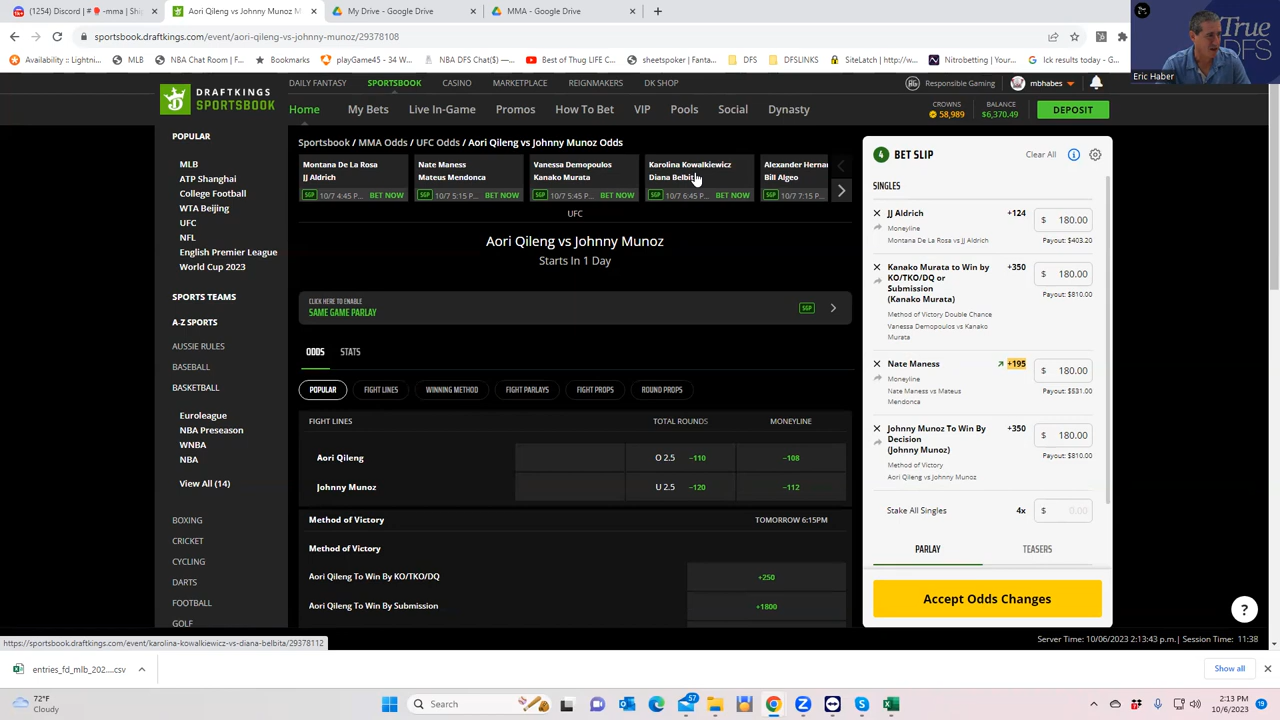 (1254) Discord | #🥊-mma | Ship
Aori Qileng vs Johnny Munoz M
My Drive - Google Drive
MMA - Google Drive
sportsbook.draftkings.com/event/aori-qileng-vs-johnny-munoz/29378108
Availability :: Lightnin
MLB
NBA Chat Room
Bookmarks
playGame45 - 34 W
NBA DFS Chat($)
Best of Thug LIFE C
sheetspoker | Fanta
DFS
DFSLINKS
SiteLatch | http://w
Nitrobetting | Your
Ick results today - G
True
DFS
Eric Haber
DRAFTKINGS
SPORTSBOOK
DAILY FANTASY
SPORTSBOOK
CASINO
MARKETPLACE
REIGNMAKERS
DK SHOP
Responsible Gaming
mbhabes
Home
My Bets
Live In-Game
Promos
How To Bet
VIP
Pools
Social
Dynasty
CROWNS
58,989
BALANCE
$6,370.49
DEPOSIT
POPULAR
MLB
ATP Shanghai
College Football
WTA Beijing
UFC
NFL
English Premier League
World Cup 2023
SPORTS TEAMS
A-Z SPORTS
AUSSIE RULES
BASEBALL
BASKETBALL
Euroleague
NBA Preseason
WNBA
NBA
View All (14)
BOXING
CRICKET
CYCLING
DARTS
FOOTBALL
GOLF
Sportsbook / MMA Odds / UFC Odds / Aori Qileng vs Johnny Munoz Odds
Montana De La Rosa
JJ Aldrich
SGP 10/7 4:45 P... BET NOW
Nate Maness
Mateus Mendonca
SGP 10/7 5:15 P... BET NOW
Vanessa Demopoulos
Kanako Murata
SGP 10/7 5:45 P... BET NOW
Karolina Kowalkiewicz
Diana Belbita
SGP 10/7 6:45 P... BET NOW
Alexander Hernan
Bill Algeo
SGP 10/7 7:15 P...
UFC
Aori Qileng vs Johnny Munoz
Starts In 1 Day
CLICK HERE TO ENABLE
SAME GAME PARLAY
SGP
ODDS
STATS
POPULAR
FIGHT LINES
WINNING METHOD
FIGHT PARLAYS
FIGHT PROPS
ROUND PROPS
FIGHT LINES TOTAL ROUNDS MONEYLINE
Aori Qileng O 2.5 −110 −108
Johnny Munoz U 2.5 −120 −112
Method of Victory TOMORROW 6:15PM
Method of Victory
Aori Qileng To Win By KO/TKO/DQ +250
Aori Qileng To Win By Submission +1800
4 BET SLIP
Clear All
SINGLES
JJ Aldrich +124 $ 180.00
Moneyline
Montana De La Rosa vs JJ Aldrich Payout: $403.20
Kanako Murata to Win by +350 $ 180.00
KO/TKO/DQ or
Submission
(Kanako Murata) Payout: $810.00
Method of Victory Double Chance
Vanessa Demopoulos vs Kanako
Murata
Nate Maness +195 $ 180.00
Moneyline
Nate Maness vs Mateus
Mendonca
Payout: $531.00
Johnny Munoz To Win By +350 $ 180.00
Decision
(Johnny Munoz) Payout: $810.00
Method of Victory
Aori Qileng vs Johnny Munoz
Stake All Singles 4x $ 0.00
PARLAY
TEASERS
Accept Odds Changes
?
https://sportsbook.draftkings.com/event/karolina-kowalkiewicz-vs-diana-belbita/29378112
Server Time: 10/06/2023 2:13:43 p.m. | Session Time: 11:38
entries_fd_mlb_202....csv
Show all
72°F
Cloudy
Search
57
2:13 PM
10/6/2023
19